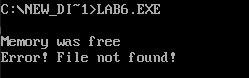 C:\NEW_DI~1>LAB6.EXE
Memory was free
Error! File not found!